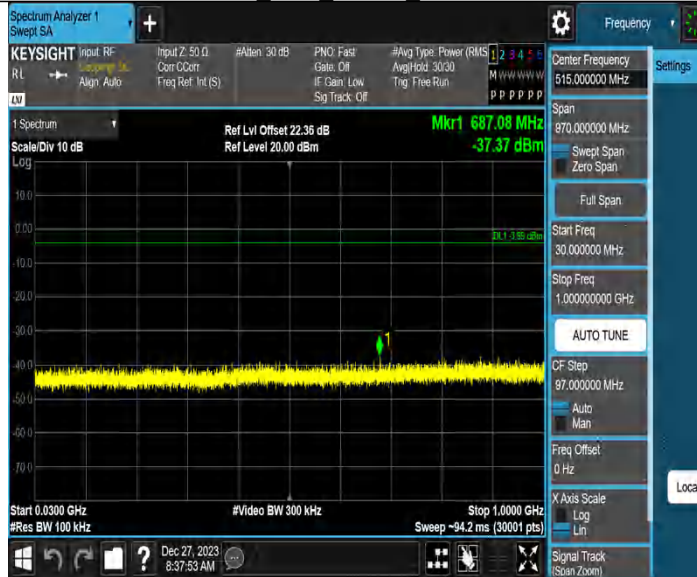 Spectrum Analyzer 1
Swept SA
+
Frequency
KEYSIGHT
RL
Input: RF
Align: Auto
Input Z: 50 Ω
Corr CCorr
Freq Ref: Int (S)
#Atten: 30 dB
PNO: Fast
Gate: Off
IF Gain: Low
Sig Track: Off
#Avg Type: Power (RMS
Avg|Hold: 30/30
Trig: Free Run
1 2 3 4 5 6
M W W W W W
P P P P P P
LNI
1 Spectrum
Scale/Div 10 dB
Log
Ref Lvl Offset 22.36 dB
Ref Level 20.00 dBm
Mkr1 687.08 MHz
-37.37 dBm
10.0
0.00
-10.0
-20.0
-30.0
-40.0
-50.0
-60.0
-70.0
1
Start 0.0300 GHz
#Res BW 100 kHz
#Video BW 300 kHz
Stop 1.0000 GHz
Sweep ~94.2 ms (30001 pts)
?
Dec 27, 2023
8:37:53 AM
Center Frequency
515.000000 MHz
Settings
Span
970.000000 MHz
Swept Span
Zero Span
Full Span
Start Freq
30.000000 MHz
Stop Freq
1.000000000 GHz
AUTO TUNE
CF Step
97.000000 MHz
Auto
Man
Freq Offset
0 Hz
X Axis Scale
Log
Lin
Loca
Signal Track
(Span Zoom)